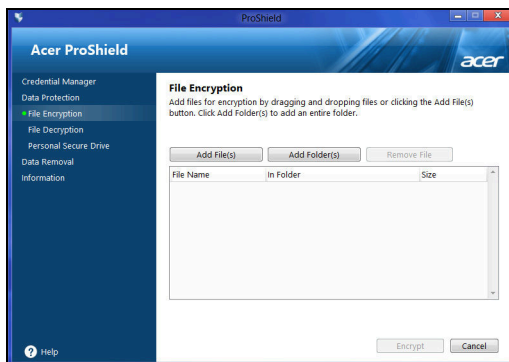 ProShield
Acer ProShield
acer
Credential Manager
Data Protection
File Encryption
File Decryption
Personal Secure Drive
Data Removal
Information
Help
File Encryption
Add files for encryption by dragging and dropping files or clicking the Add File(s)
button. Click Add Folder(s) to add an entire folder.
Add File(s) Add Folder(s) Remove File
File Name In Folder Size
Encrypt Cancel